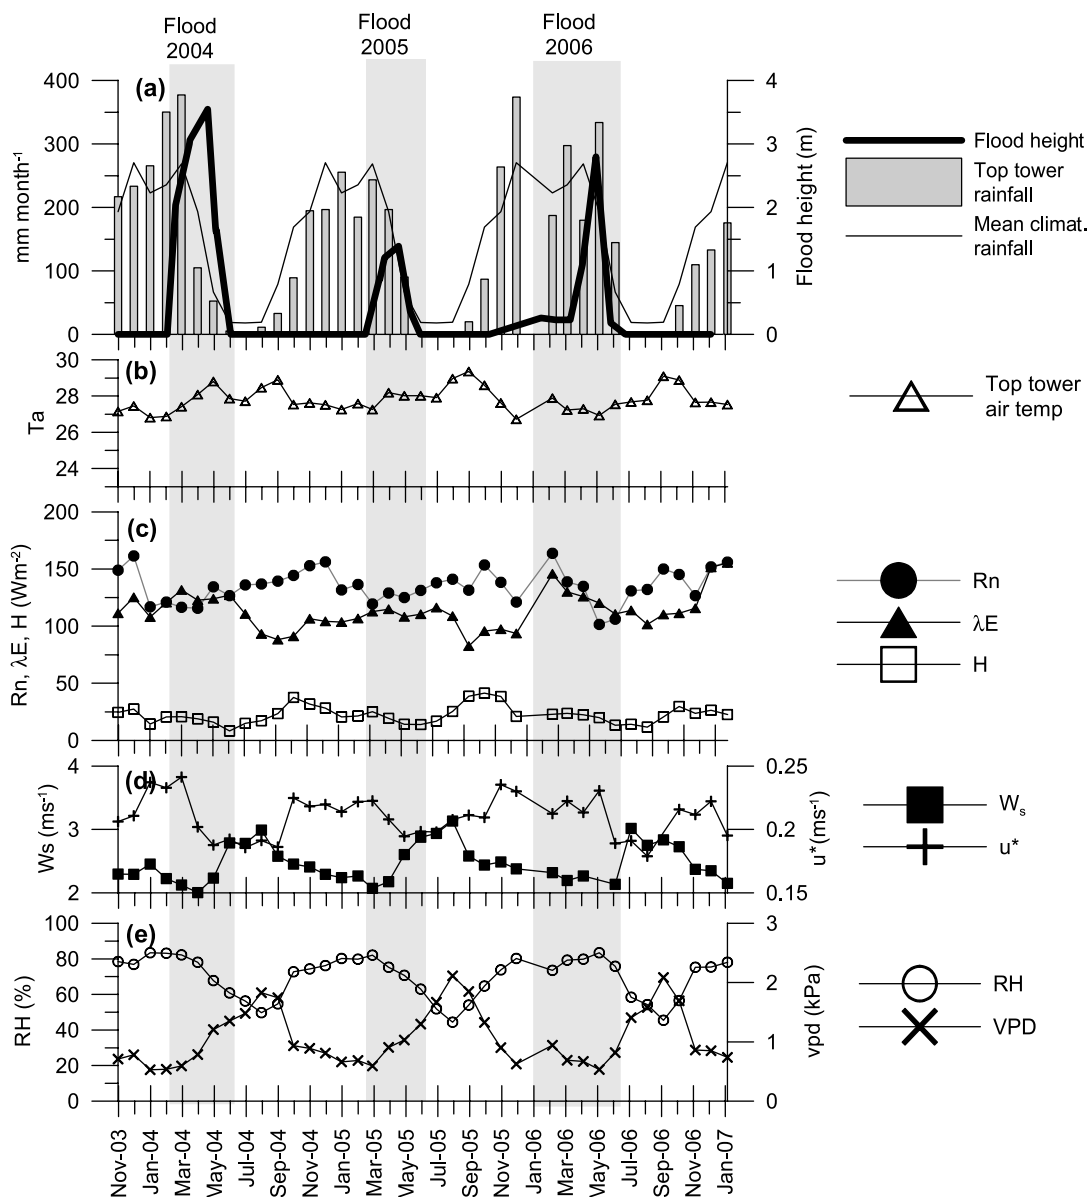 Flood
2004
Flood
2005
Flood
2006
(a)
400
300
200
100
0
mm month-1
4
3
2
1
0
Flood height (m)
Flood height
Top tower
rainfall
Mean climat.
rainfall
(b)
30
28
26
24
22
Ta
Top tower
air temp
(c)
200
150
100
50
0
Rn, λE, H (Wm-2)
Rn
λE
H
(d)
4
3
2
Ws (ms-1)
0.25
0.2
0.15
u* (ms-1)
Ws
u*
(e)
100
80
60
40
20
0
RH (%)
3
2
1
0
vpd (kPa)
RH
VPD
Nov-03
Jan-04
Mar-04
May-04
Jul-04
Sep-04
Nov-04
Jan-05
Mar-05
May-05
Jul-05
Sep-05
Nov-05
Jan-06
Mar-06
May-06
Jul-06
Sep-06
Nov-06
Jan-07